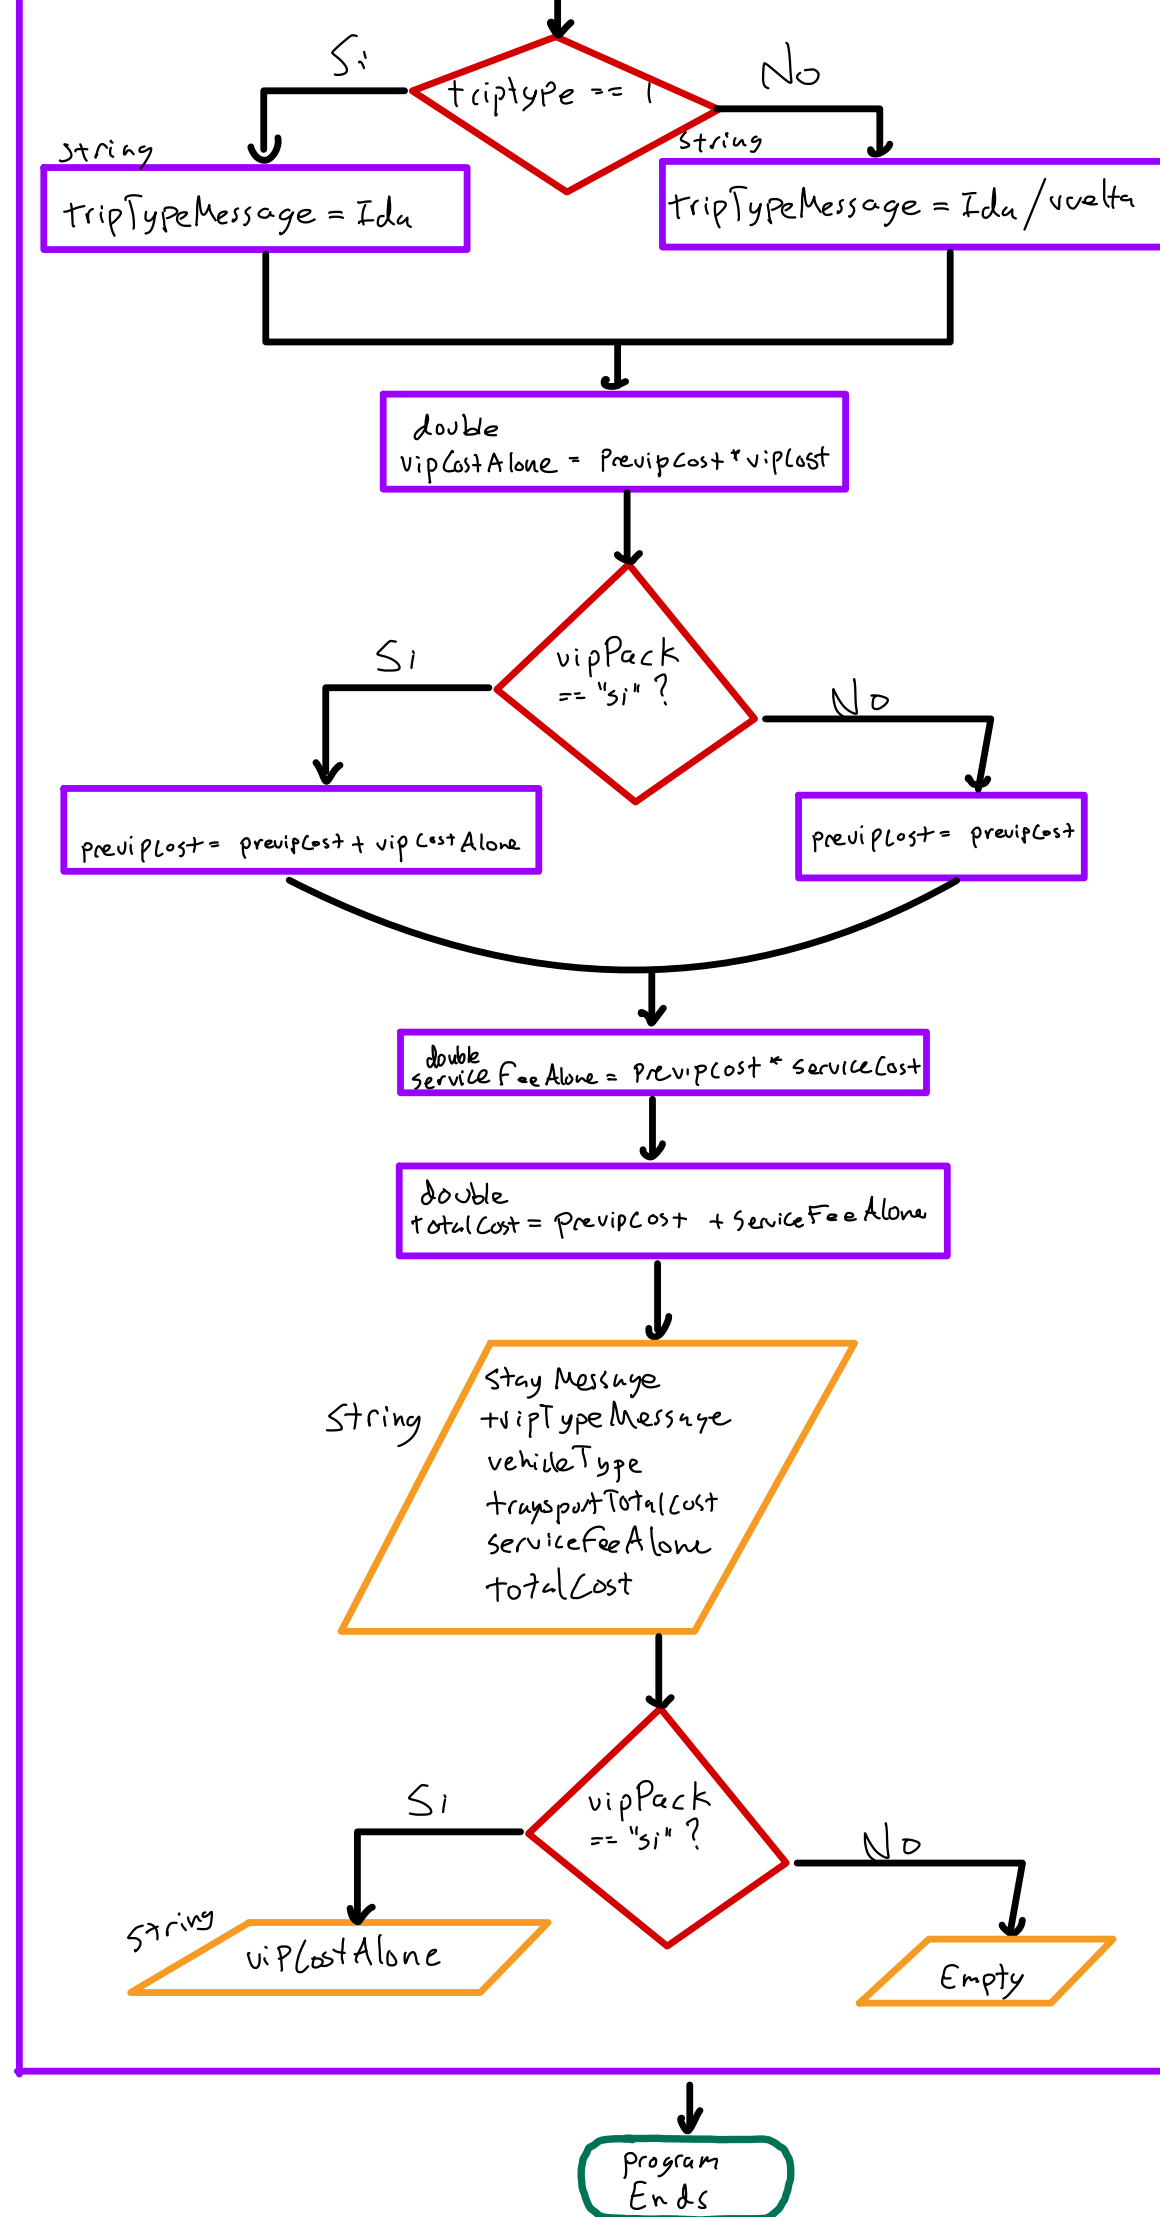 Si
No
triptype == 1
string
string
tripTypeMessage = Ida
tripTypeMessage = Ida/vuelta
double
vipCostAlone = PrevipCost * vipCost
Si
vipPack
== "si" ?
No
previpCost = previpCost + vipCostAlone
previpCost = previpCost
double
serviceFeeAlone = PrevipCost * serviceCost
double
totalCost = PrevipCost + serviceFeeAlone
string
stayMessage
tripTypeMessage
vehicleType
transportTotalCost
serviceFeeAlone
totalCost
Si
vipPack
== "si" ?
No
string
vipCostAlone
Empty
program
Ends